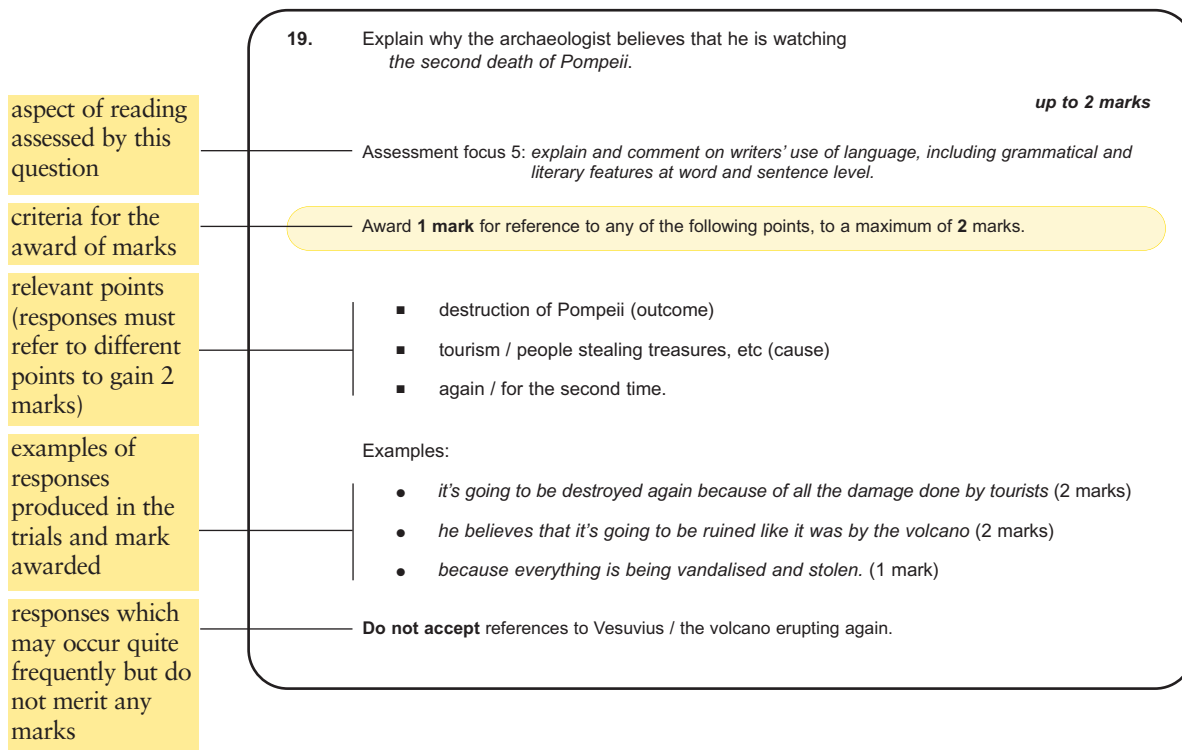 19. Explain why the archaeologist believes that he is watching
the second death of Pompeii.
up to 2 marks
aspect of reading
assessed by this
question
Assessment focus 5: explain and comment on writers' use of language, including grammatical and
literary features at word and sentence level.
criteria for the
award of marks
Award 1 mark for reference to any of the following points, to a maximum of 2 marks.
relevant points
(responses must
refer to different
points to gain 2
marks)
■ destruction of Pompeii (outcome)
■ tourism / people stealing treasures, etc (cause)
■ again / for the second time.
examples of
responses
produced in the
trials and mark
awarded
Examples:
● it's going to be destroyed again because of all the damage done by tourists (2 marks)
● he believes that it's going to be ruined like it was by the volcano (2 marks)
● because everything is being vandalised and stolen. (1 mark)
responses which
may occur quite
frequently but do
not merit any
marks
Do not accept references to Vesuvius / the volcano erupting again.